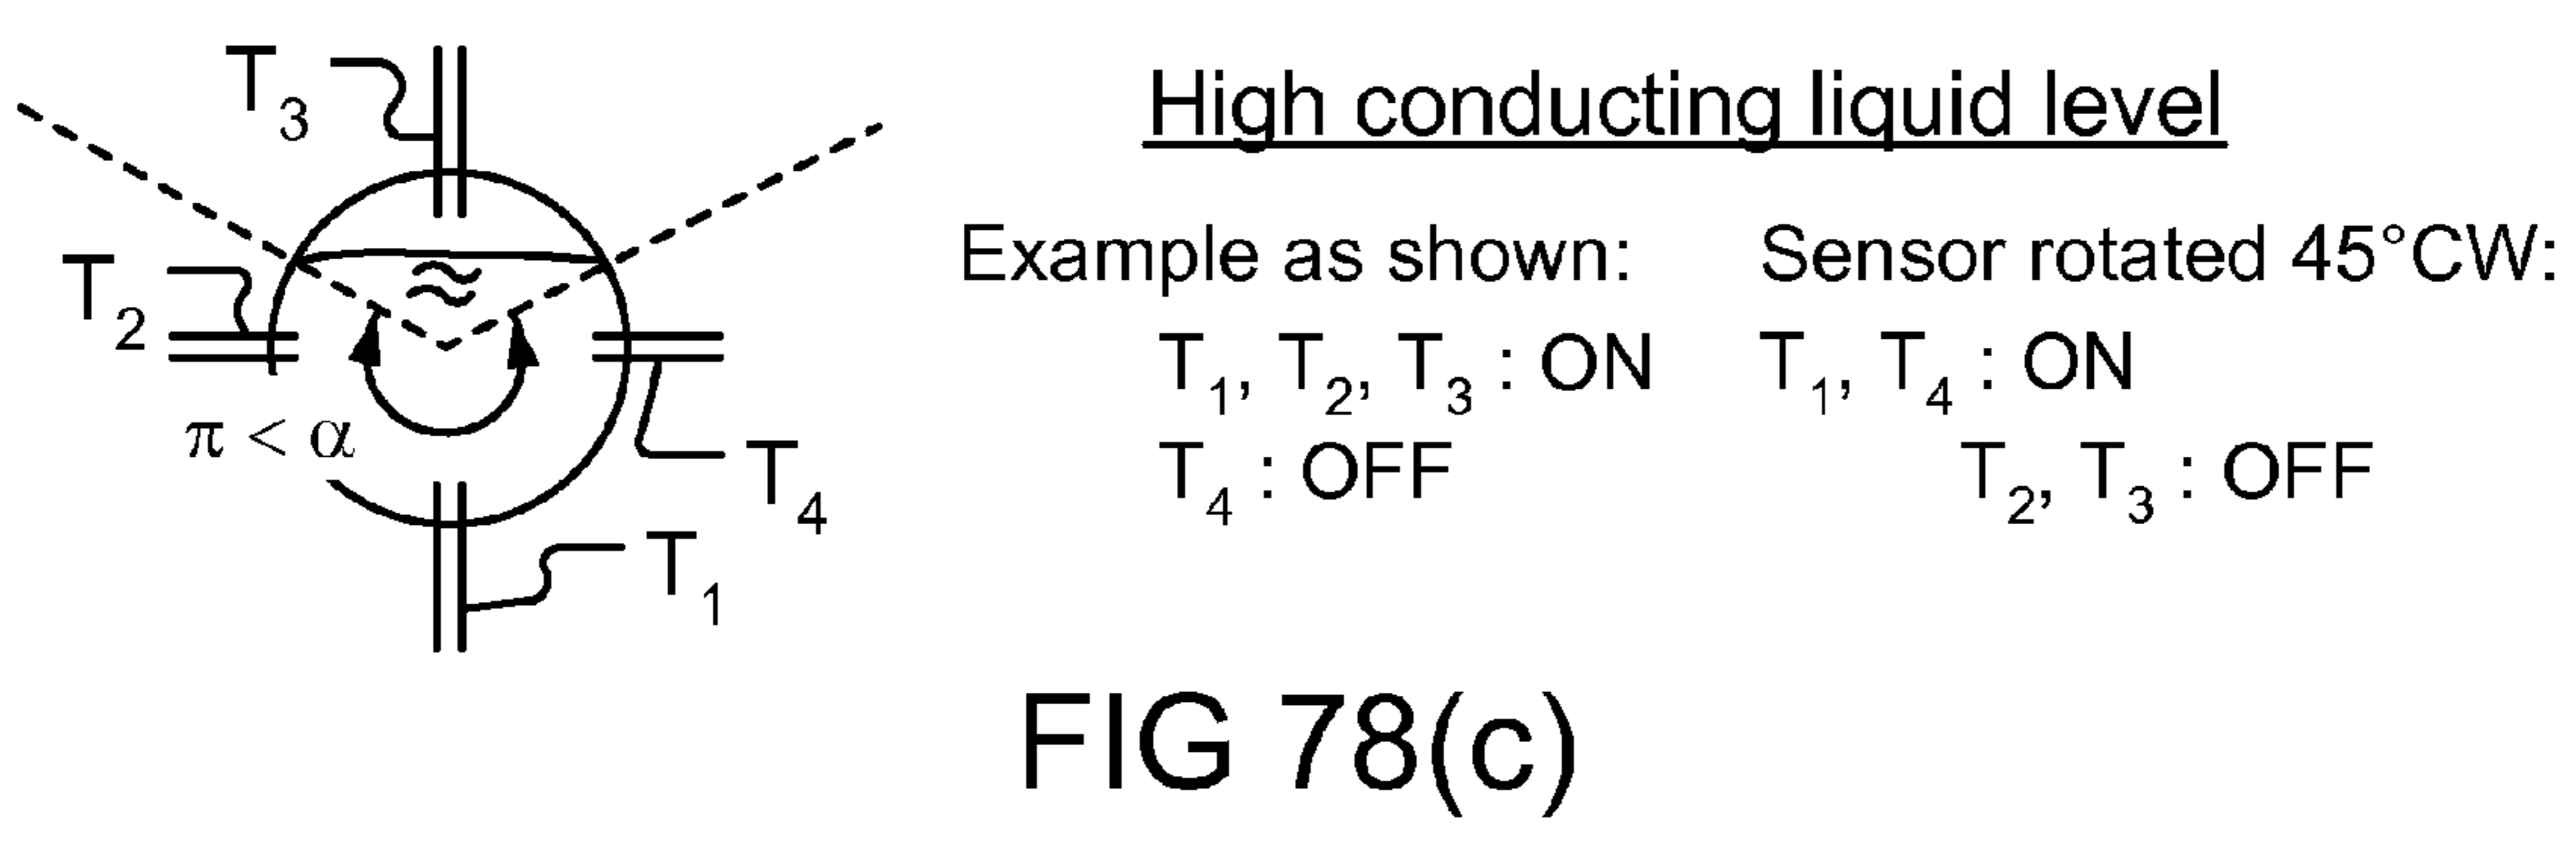 T3
High conducting liquid level
Example as shown: Sensor rotated 45°CW:
T2
T1, T2, T3 : ON T1, T4 : ON
π < α
T4
T4 : OFF T2, T3 : OFF
T1
FIG 78(c)